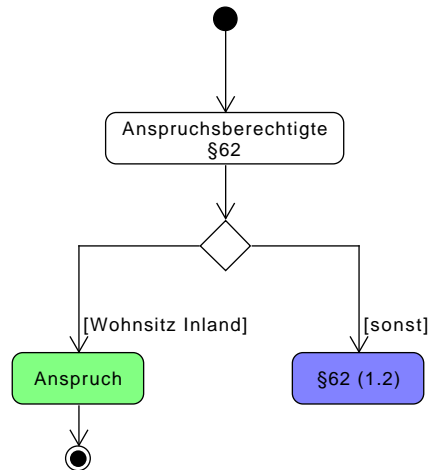 Anspruchsberechtigte
§62
[Wohnsitz Inland]
[sonst]
Anspruch
§62 (1.2)